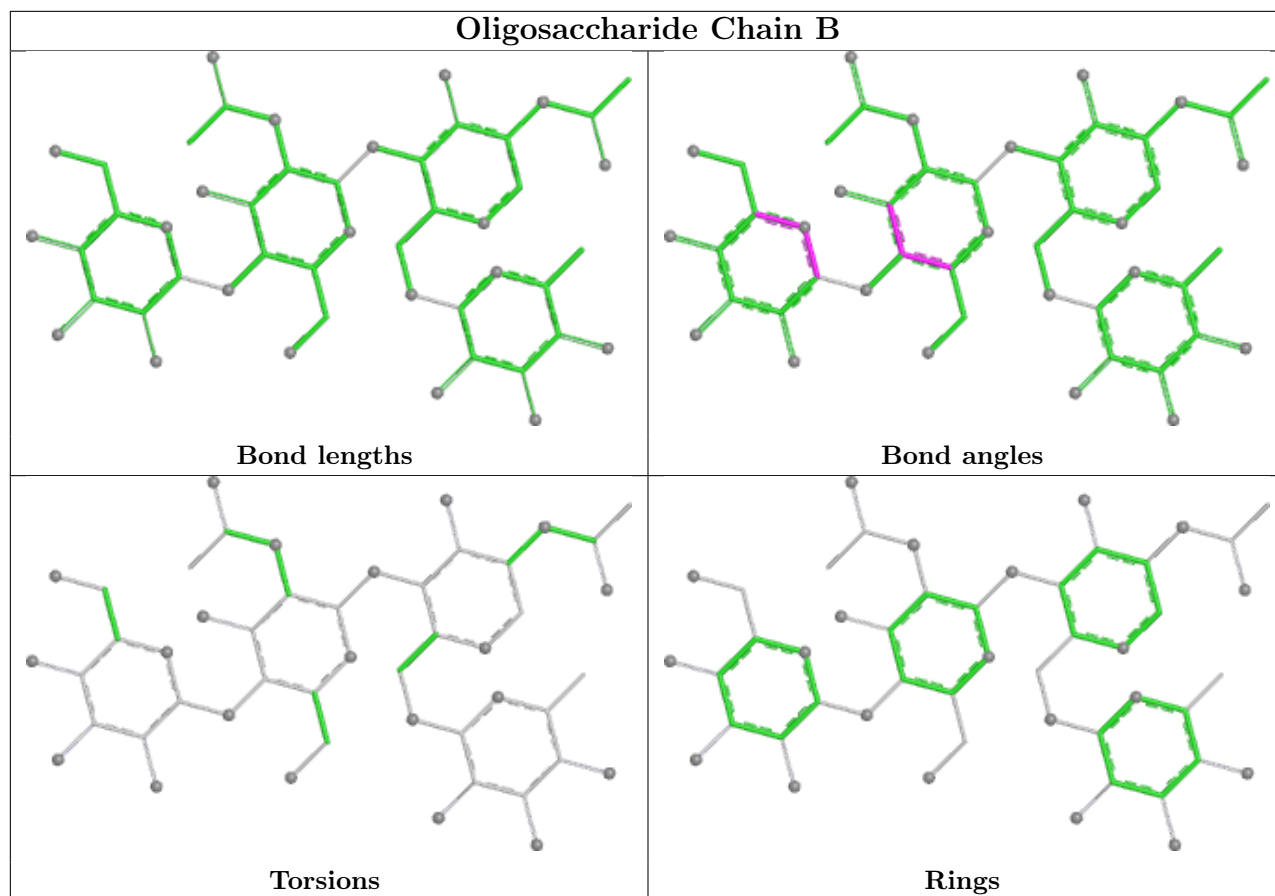 Oligosaccharide Chain B
Bond lengths
Bond angles
Torsions
Rings